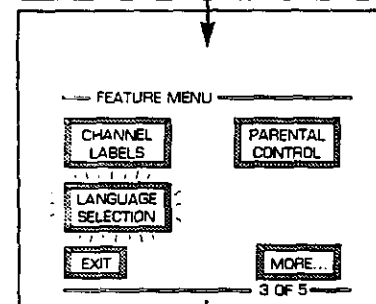 FEATURE MENU
CHANNEL
LABELS
PARENTAL
CONTROL
LANGUAGE
SELECTION
EXIT
MORE...
3 OF 5